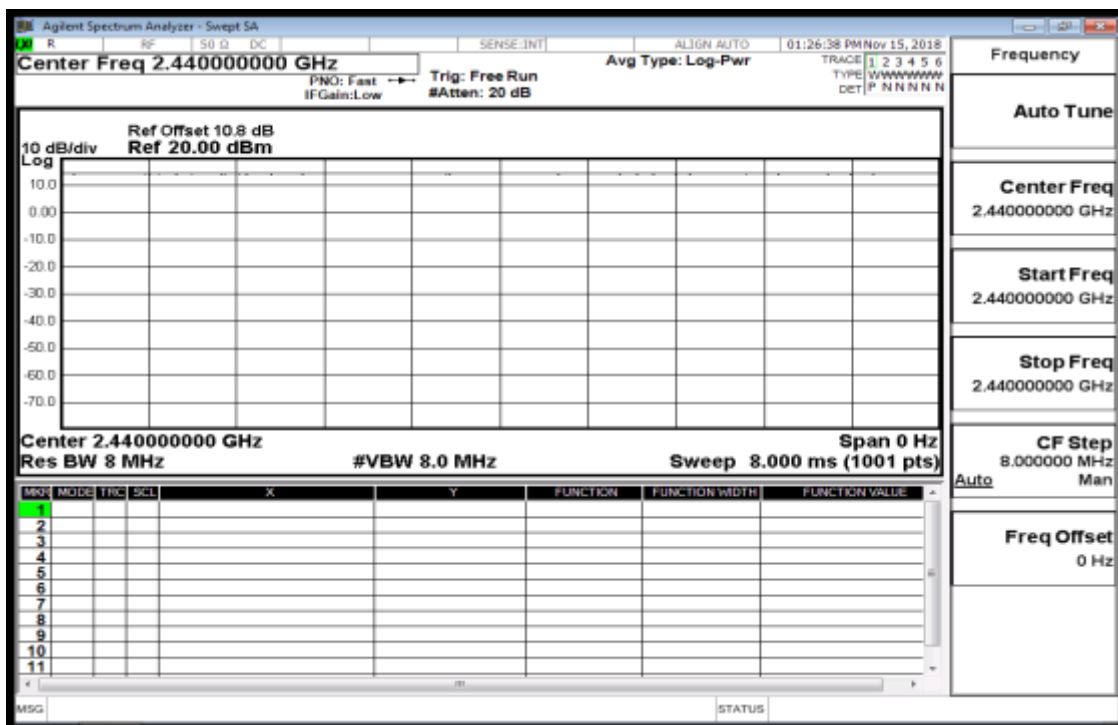 Agilent Spectrum Analyzer - Swept SA
R RF 50 Ω DC SENSE:INT ALIGN AUTO 01:26:38 PM Nov 15, 2018
Center Freq 2.440000000 GHz
PNO: Fast
IFGain:Low
Trig: Free Run
#Atten: 20 dB
Avg Type: Log-Pwr
TRACE 1 2 3 4 5 6
TYPE WWWWWWW
DET P N N N N N
Ref Offset 10.8 dB
10 dB/div Ref 20.00 dBm
Log
10.0
0.00
-10.0
-20.0
-30.0
-40.0
-50.0
-60.0
-70.0
Center 2.440000000 GHz Span 0 Hz
Res BW 8 MHz #VBW 8.0 MHz Sweep 8.000 ms (1001 pts)
MKR MODE TRC SCL X Y FUNCTION FUNCTION WIDTH FUNCTION VALUE
1
2
3
4
5
6
7
8
9
10
11
MSG STATUS
Frequency
Auto Tune
Center Freq
2.440000000 GHz
Start Freq
2.440000000 GHz
Stop Freq
2.440000000 GHz
CF Step
8.000000 MHz
Auto Man
Freq Offset
0 Hz